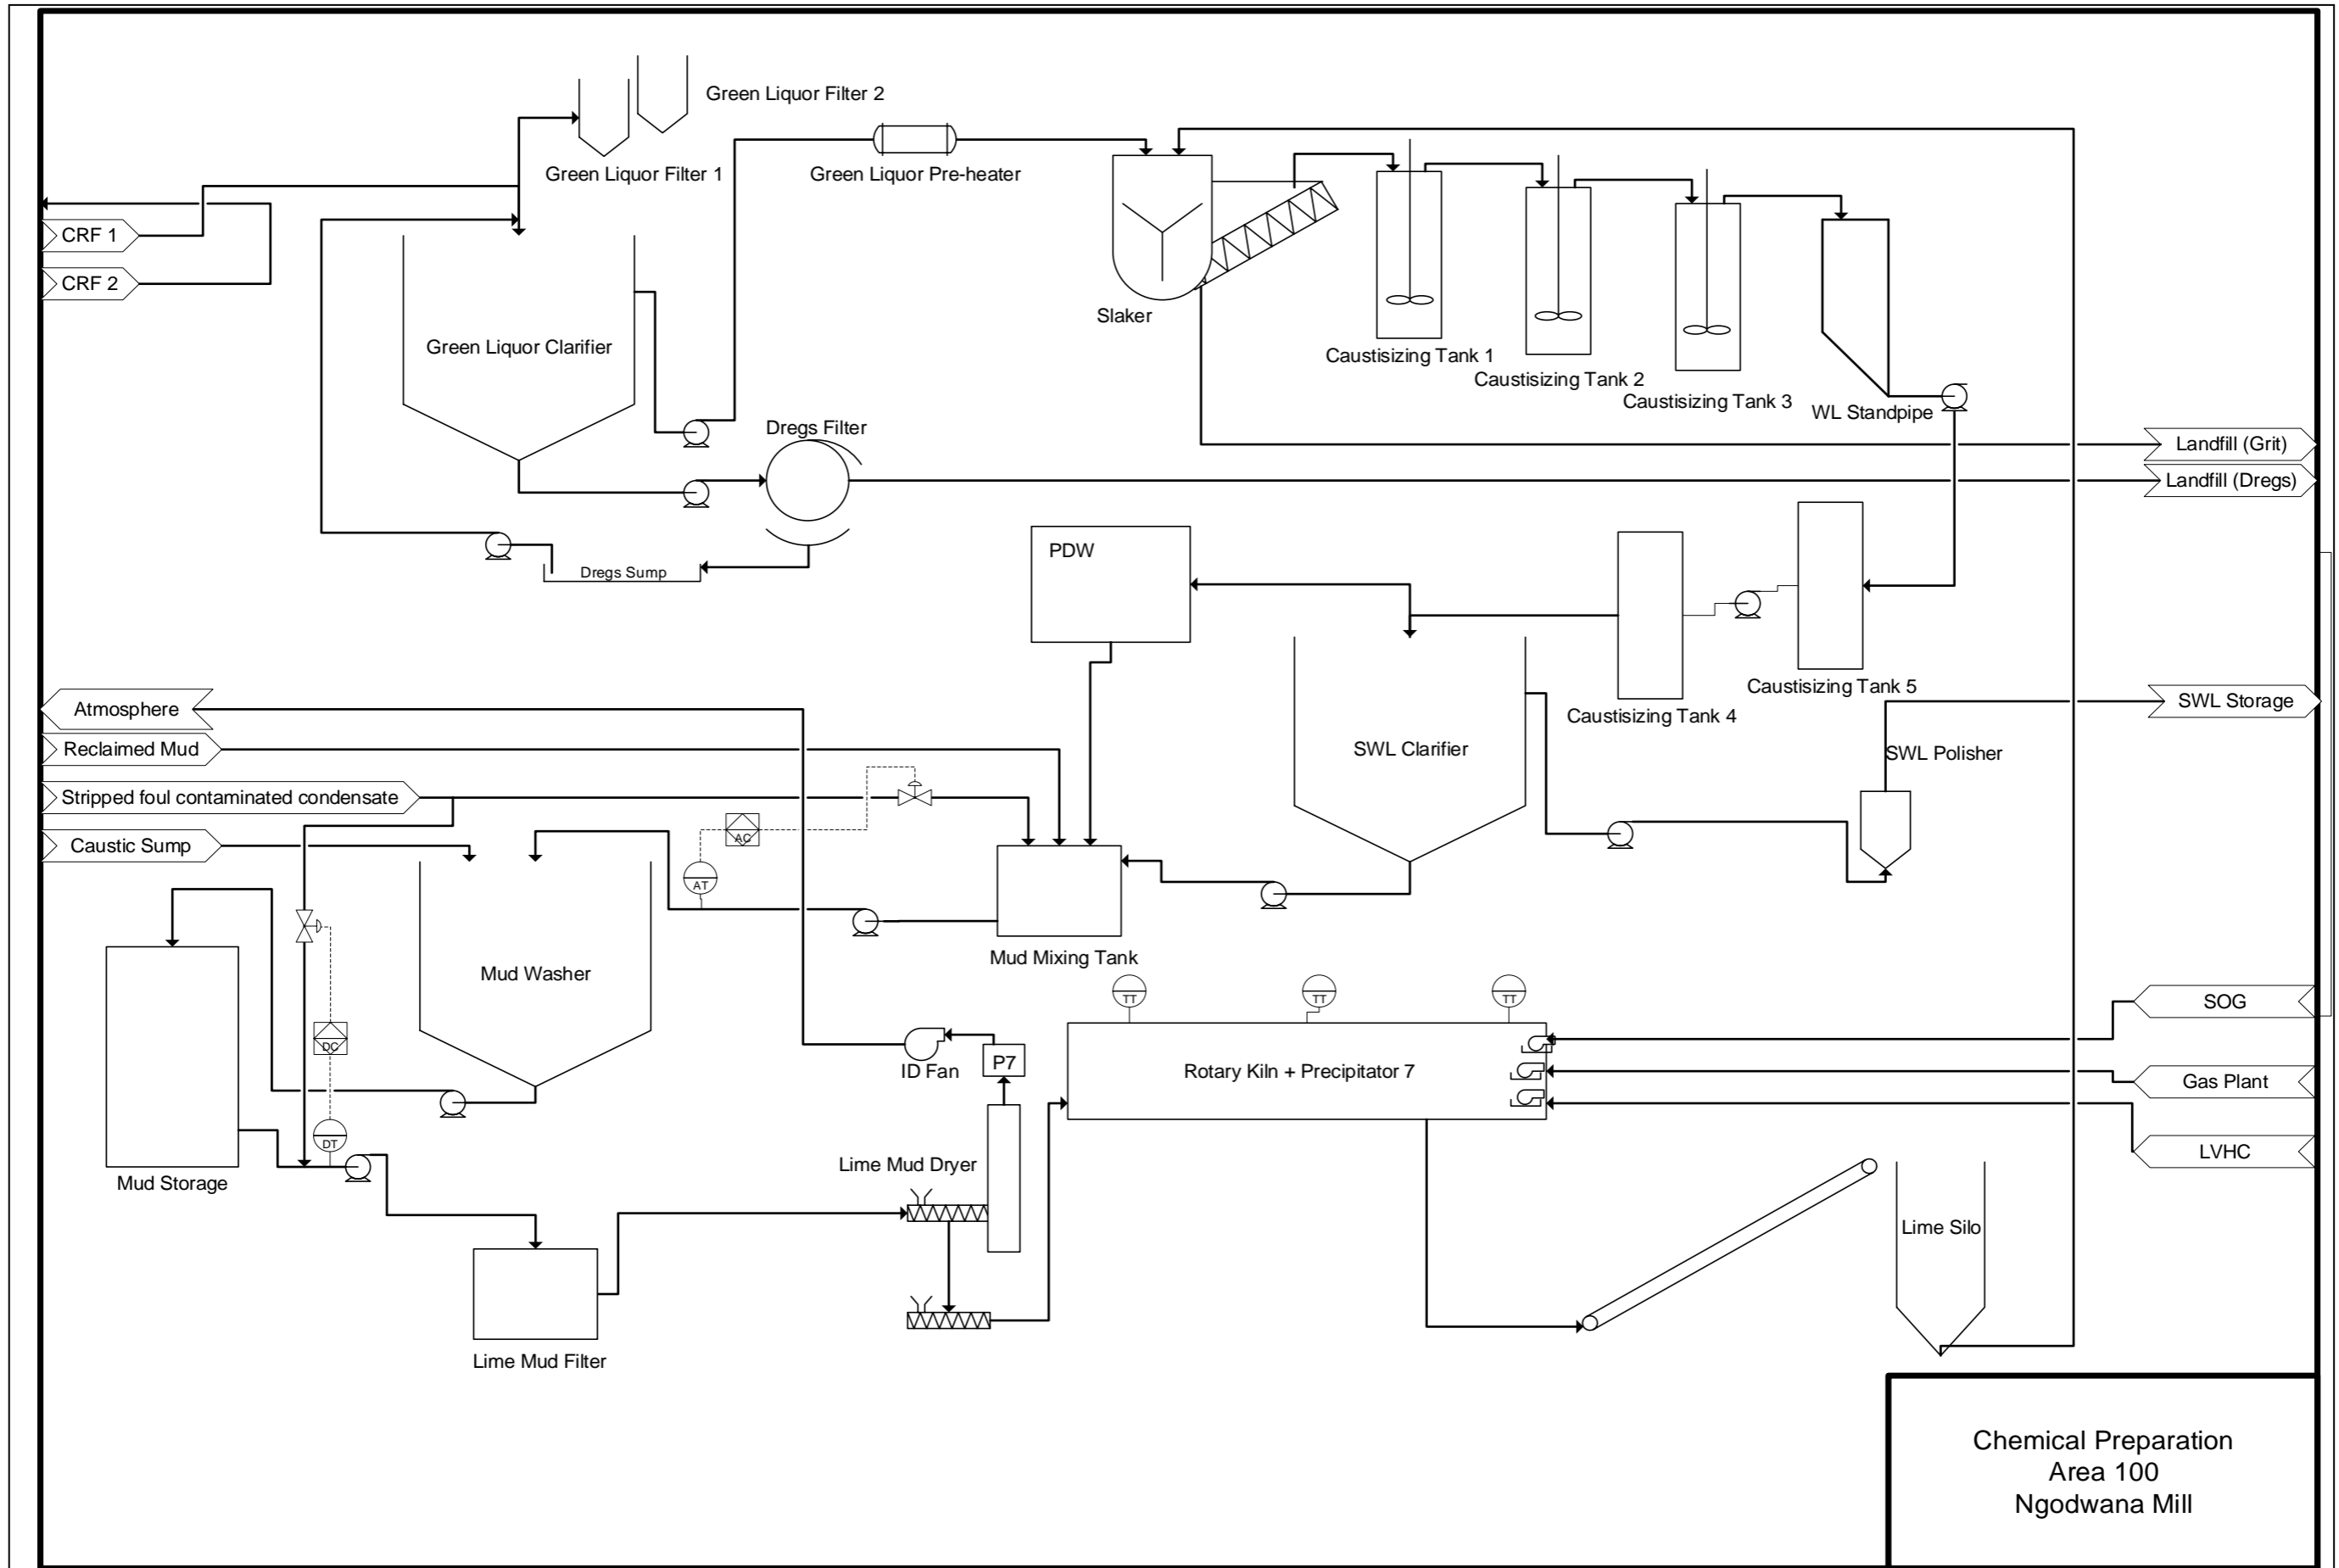 Green Liquor Filter 2
Green Liquor Filter 1
Green Liquor Pre-heater
CRF 1
CRF 2
Slaker
Green Liquor Clarifier
Caustisizing Tank 1
Caustisizing Tank 2
Caustisizing Tank 3
WL Standpipe
Dregs Filter
Landfill (Grit)
Landfill (Dregs)
Dregs Sump
PDW
Caustisizing Tank 5
Caustisizing Tank 4
Atmosphere
Reclaimed Mud
Stripped foul contaminated condensate
Caustic Sump
SWL Clarifier
SWL Storage
SWL Polisher
AC
AT
Mud Mixing Tank
Mud Washer
TT
TT
TT
SOG
DC
ID Fan
P7
Rotary Kiln + Precipitator 7
Gas Plant
DT
LVHC
Mud Storage
Lime Mud Dryer
Lime Silo
Lime Mud Filter
Chemical Preparation
Area 100
Ngodwana Mill